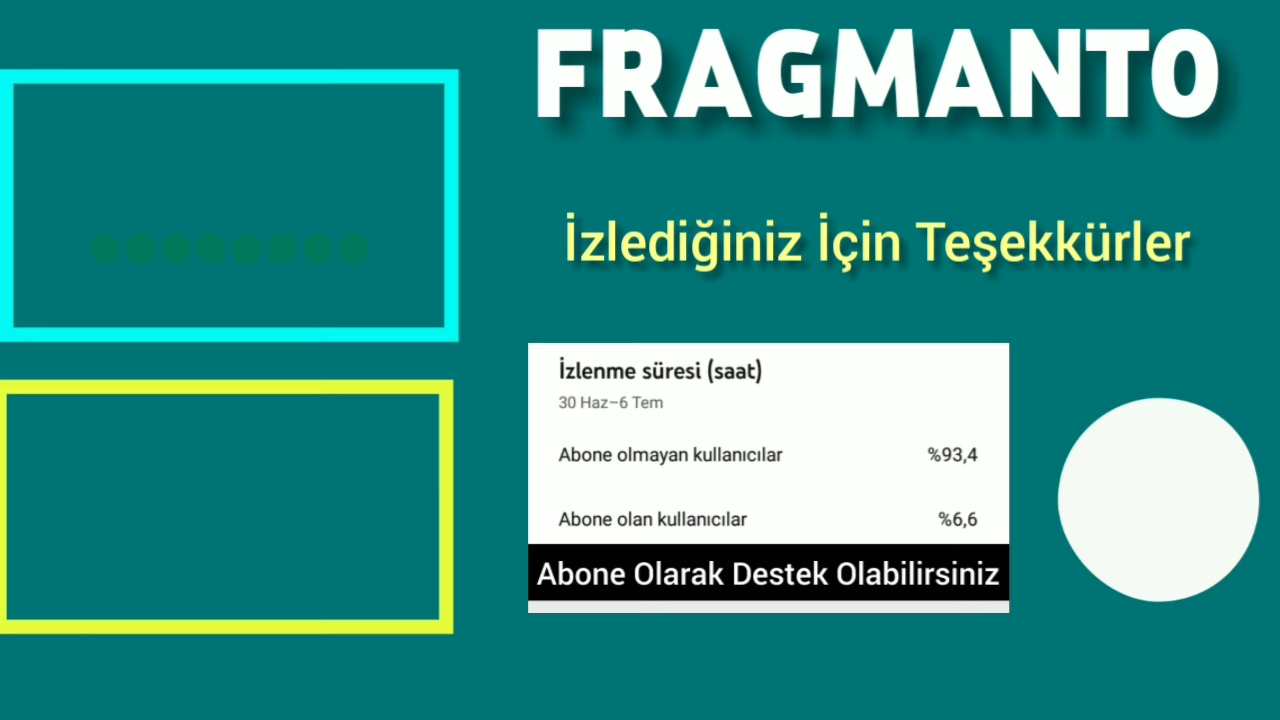 FRAGMANTO
İzlediğiniz İçin Teşekkürler
İzlenme süresi (saat)
30 Haz–6 Tem
Abone olmayan kullanıcılar %93,4
Abone olan kullanıcılar %6,6
Abone Olarak Destek Olabilirsiniz